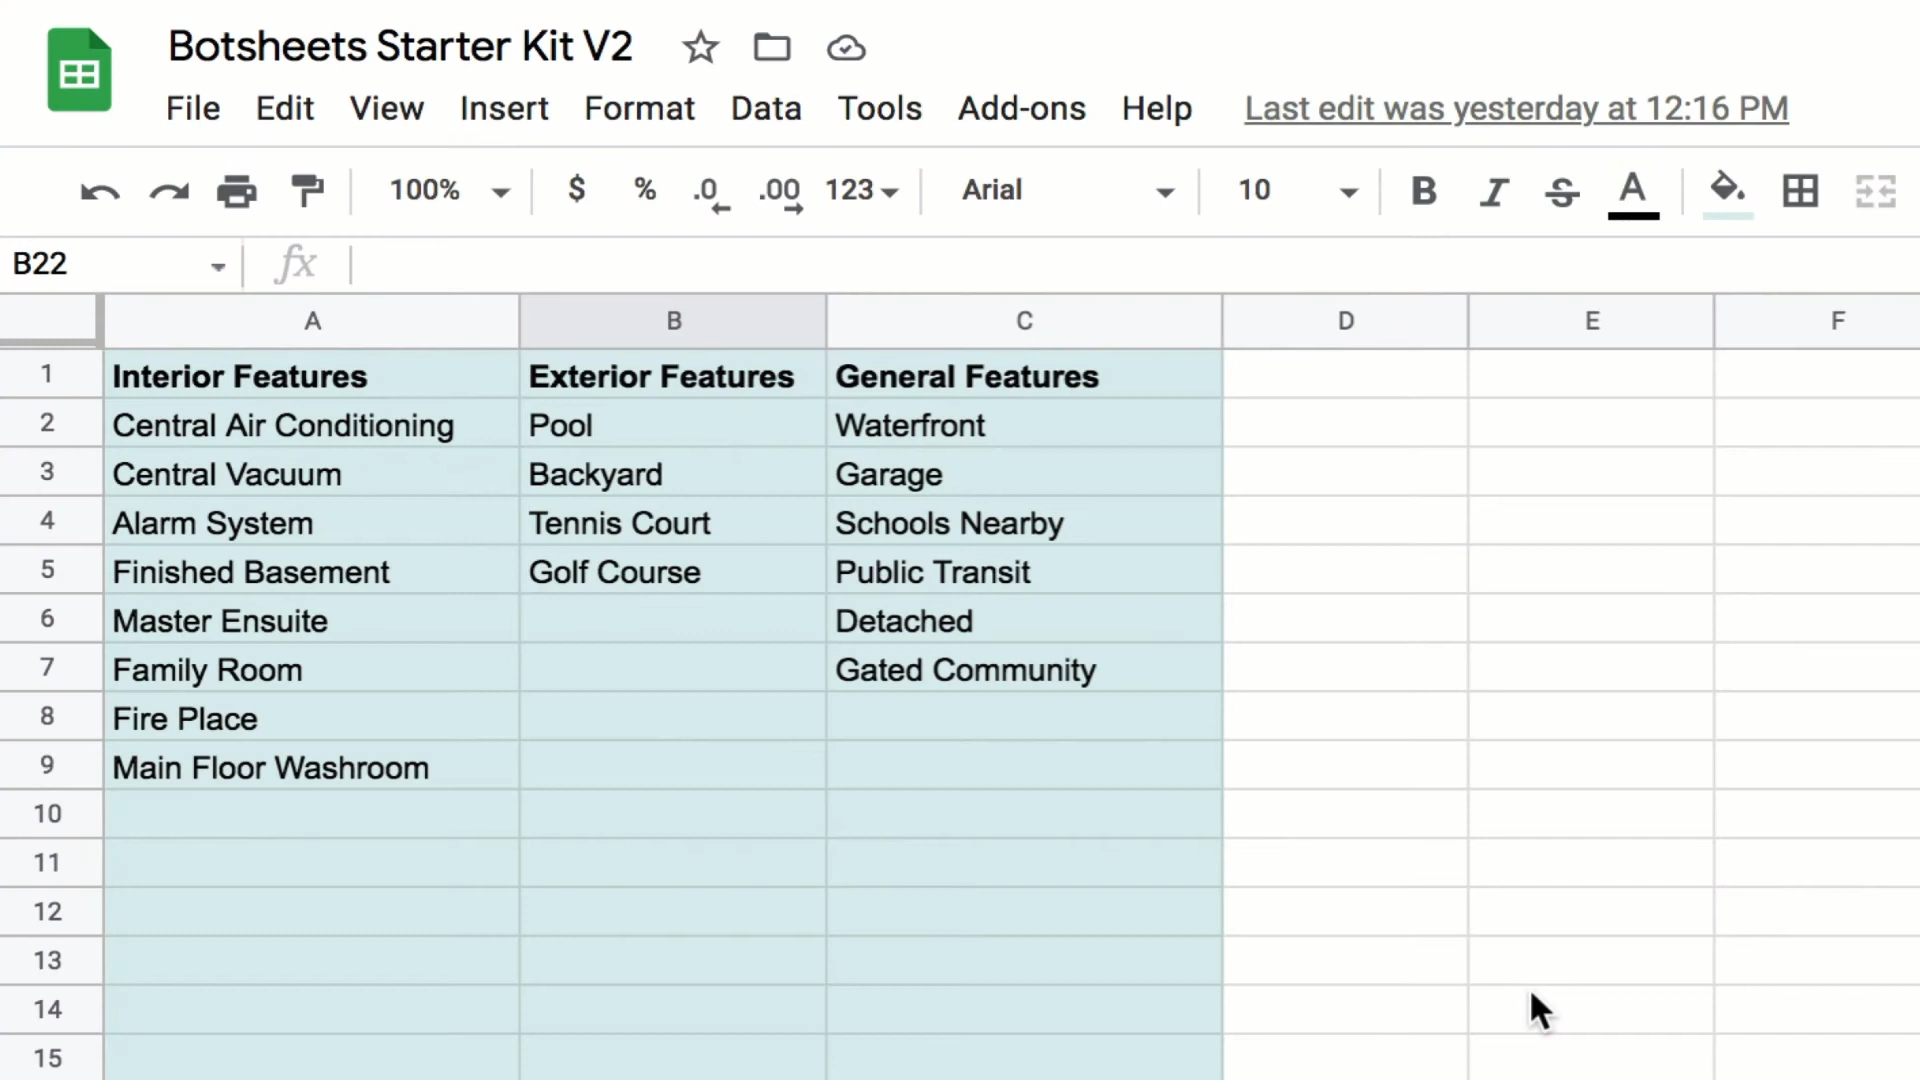 Botsheets Starter Kit V2
File Edit View Insert Format Data Tools Add-ons Help Last edit was yesterday at 12:16 PM
100% $ % .0 .00 123 Arial 10 B I S A
B22 fx
A B C D E F
1 Interior Features Exterior Features General Features
2 Central Air Conditioning Pool Waterfront
3 Central Vacuum Backyard Garage
4 Alarm System Tennis Court Schools Nearby
5 Finished Basement Golf Course Public Transit
6 Master Ensuite Detached
7 Family Room Gated Community
8 Fire Place
9 Main Floor Washroom
10
11
12
13
14
15